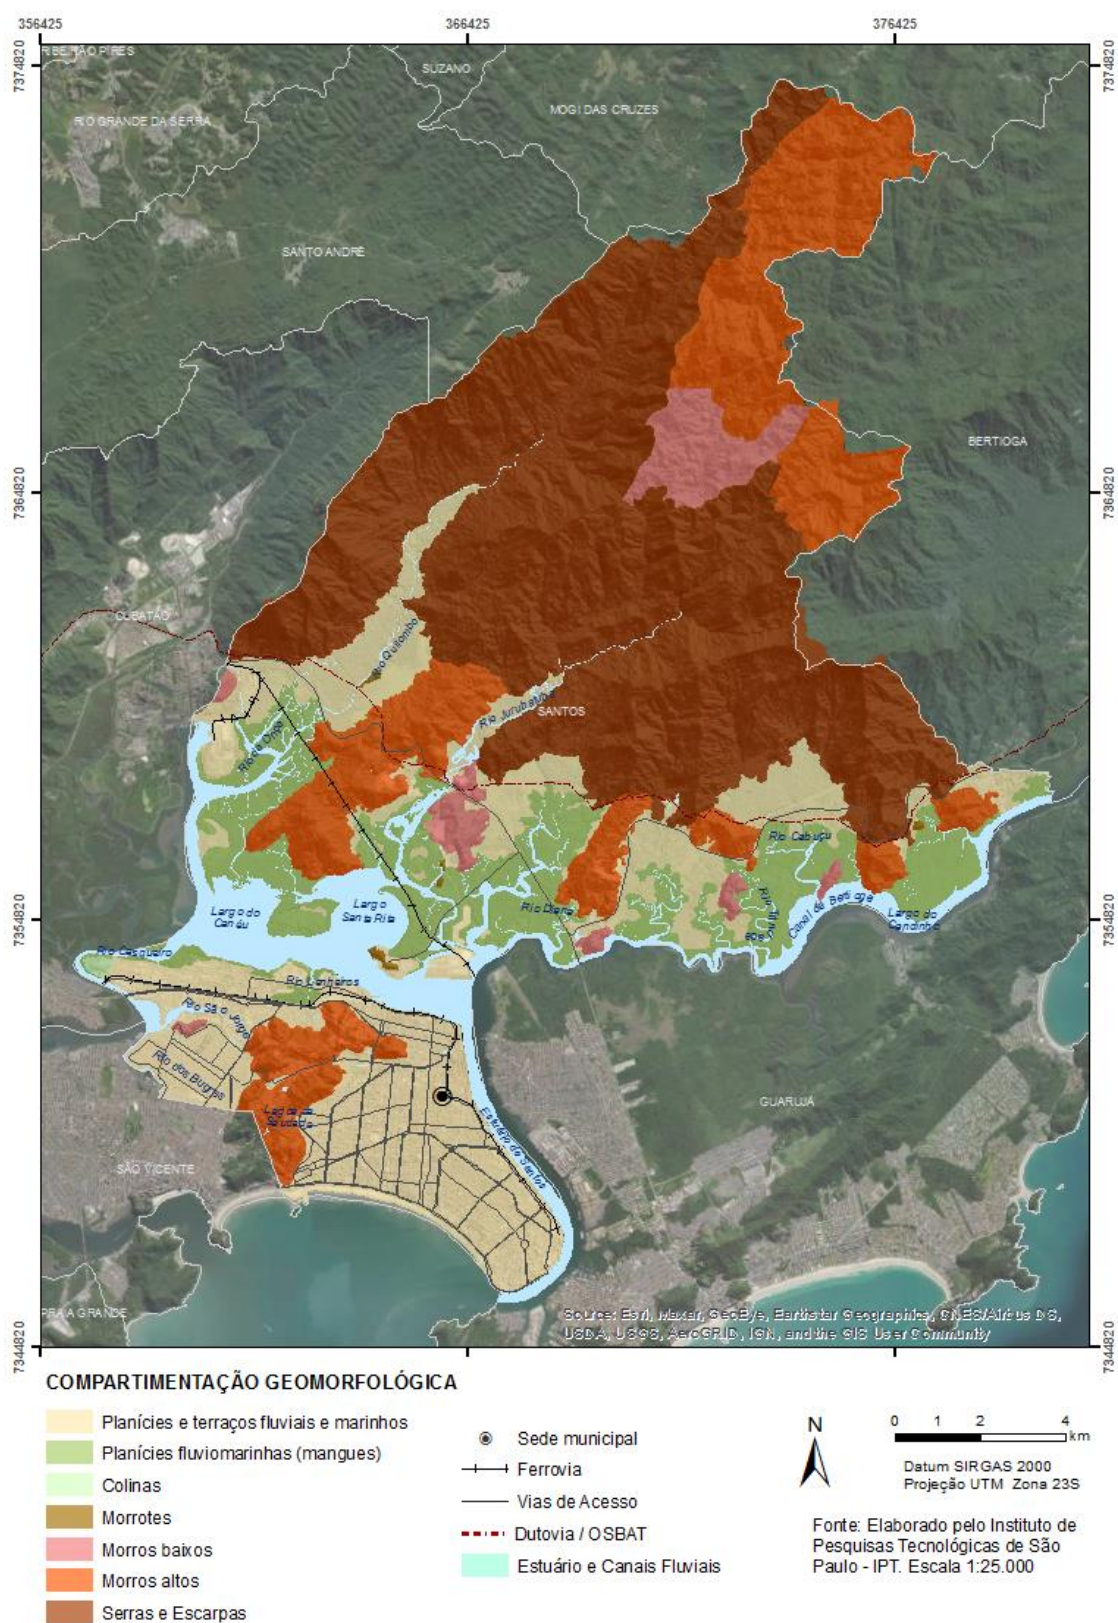 356425
366425
376425
7374820
7374820
RIBEIRÃO PIRES
SUZANO
MOGI DAS CRUZES
RIO GRANDE DA SERRA
SANTO ANDRÉ
BERTIOGA
7364820
7364820
CUBATÃO
Rio Quilombo
Rio Jurubatuba
SANTOS
Rio da Onça
Rio Cabuçu
Largo do
Canéu
Largo
Santa Rita
Rio Diana
Canal de Bertioga
Largo do
Candinho
7354820
7354820
Rio Casqueiro
Rio Lenheiros
Rio São Jorge
Rio dos Bugres
Lagoa da
Saudade
Estuário de Santos
GUARUJÁ
SÃO VICENTE
PRAIA GRANDE
Source: Esri, Maxar, GeoEye, Earthstar Geographics, CNES/Airbus DS,
USDA, USGS, AeroGRID, IGN, and the GIS User Community
7344820
7344820
COMPARTIMENTAÇÃO GEOMORFOLÓGICA
Planícies e terraços fluviais e marinhos
Planícies fluviomarinhas (mangues)
Colinas
Morrotes
Morros baixos
Morros altos
Serras e Escarpas
Sede municipal
Ferrovia
Vias de Acesso
Dutovia / OSBAT
Estuário e Canais Fluviais
N
0 1 2 4
km
Datum SIRGAS 2000
Projeção UTM Zona 23S
Fonte: Elaborado pelo Instituto de
Pesquisas Tecnológicas de São
Paulo - IPT. Escala 1:25.000